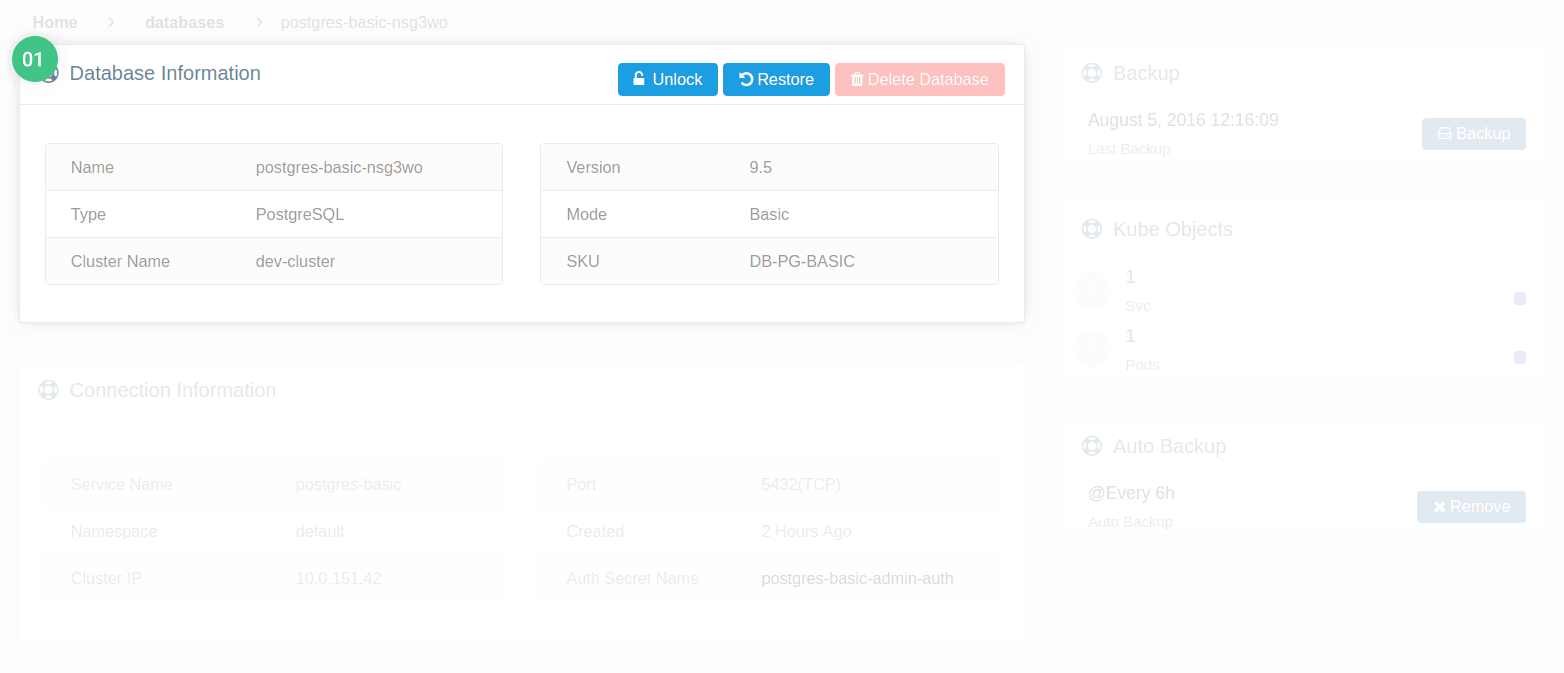 Home > databases > postgres-basic-nsg3wo
01
Database Information
Unlock Restore Delete Database
Name postgres-basic-nsg3wo
Type PostgreSQL
Cluster Name dev-cluster
Version 9.5
Mode Basic
SKU DB-PG-BASIC
Connection Information
Service Name postgres-basic
Namespace default
Cluster IP 10.0.151.42
Port 5432(TCP)
Created 2 Hours Ago
Auth Secret Name postgres-basic-admin-auth
Backup
August 5, 2016 12:16:09
Last Backup
Backup
Kube Objects
1
Svc
1
Pods
Auto Backup
@Every 6h
Auto Backup
Remove